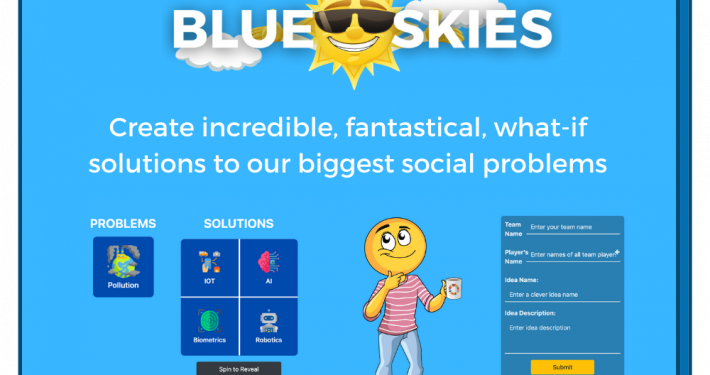 BLUE SKIES
Create incredible, fantastical, what-if
solutions to our biggest social problems
PROBLEMS
Pollution
SOLUTIONS
IOT
AI
Biometrics
Robotics
Spin to Reveal
Team Name
Enter your team name
Player's Name
Enter names of all team player
Idea Name:
Enter a clever idea name
Idea Description:
Enter idea description
Submit